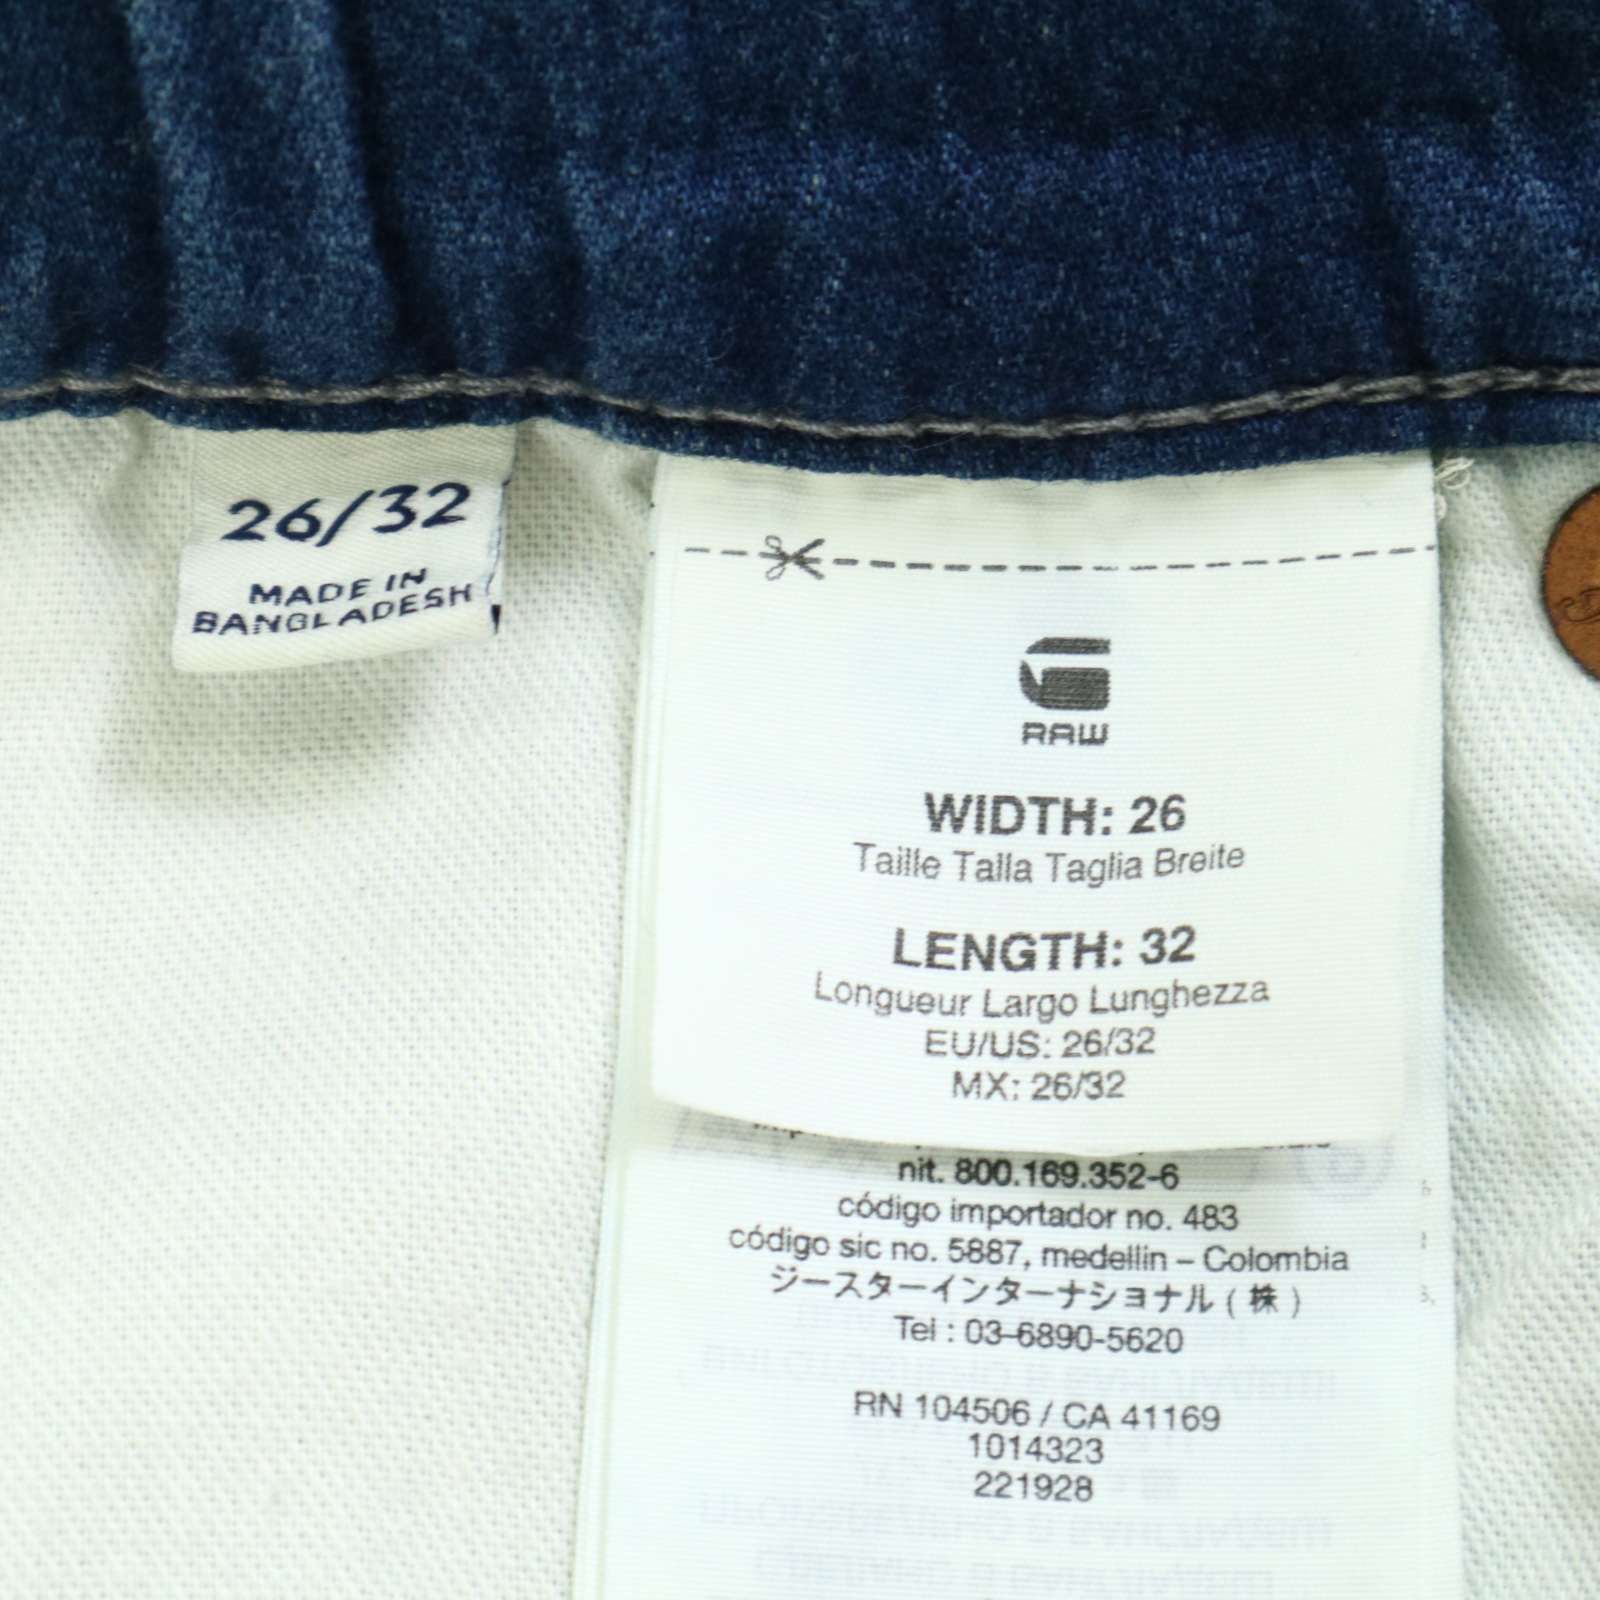 26/32
MADE IN
BANGLADESH
RAW
WIDTH: 26
Taille Talla Taglia Breite
LENGTH: 32
Longueur Largo Lunghezza
EU/US: 26/32
MX: 26/32
nit. 800.169.352-6
código importador no. 483
código sic no. 5887, medellin – Colombia
ジースターインターナショナル ( 株 )
Tel : 03-6890-5620
RN 104506 / CA 41169
1014323
221928